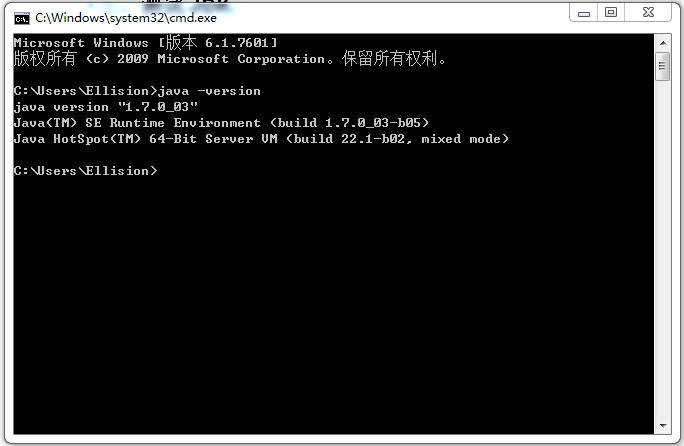 C:\Windows\system32\cmd.exe
Microsoft Windows [版本 6.1.7601]
版权所有 (c) 2009 Microsoft Corporation。保留所有权利。
C:\Users\Ellision>java -version
java version "1.7.0_03"
Java(TM) SE Runtime Environment (build 1.7.0_03-b05)
Java HotSpot(TM) 64-Bit Server VM (build 22.1-b02, mixed mode)
C:\Users\Ellision>